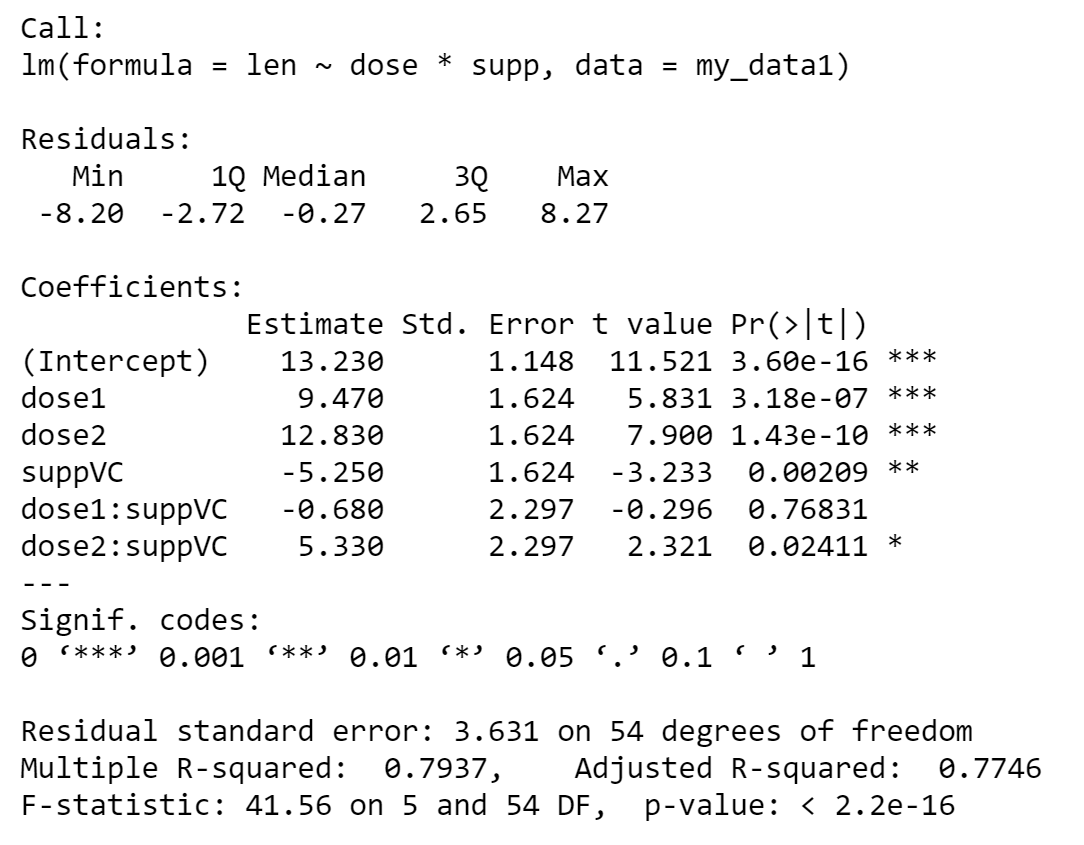 Call:
lm(formula = len ~ dose * supp, data = my_data1)

Residuals:
   Min     1Q Median     3Q    Max
 -8.20  -2.72  -0.27   2.65   8.27

Coefficients:
             Estimate Std. Error t value Pr(>|t|)
(Intercept)    13.230      1.148  11.521 3.60e-16 ***
dose1           9.470      1.624   5.831 3.18e-07 ***
dose2          12.830      1.624   7.900 1.43e-10 ***
suppVC         -5.250      1.624  -3.233  0.00209 **
dose1:suppVC   -0.680      2.297  -0.296  0.76831
dose2:suppVC    5.330      2.297   2.321  0.02411 *
---
Signif. codes:
0 ‘***’ 0.001 ‘**’ 0.01 ‘*’ 0.05 ‘.’ 0.1 ‘ ’ 1

Residual standard error: 3.631 on 54 degrees of freedom
Multiple R-squared:  0.7937,    Adjusted R-squared:  0.7746
F-statistic: 41.56 on 5 and 54 DF,  p-value: < 2.2e-16